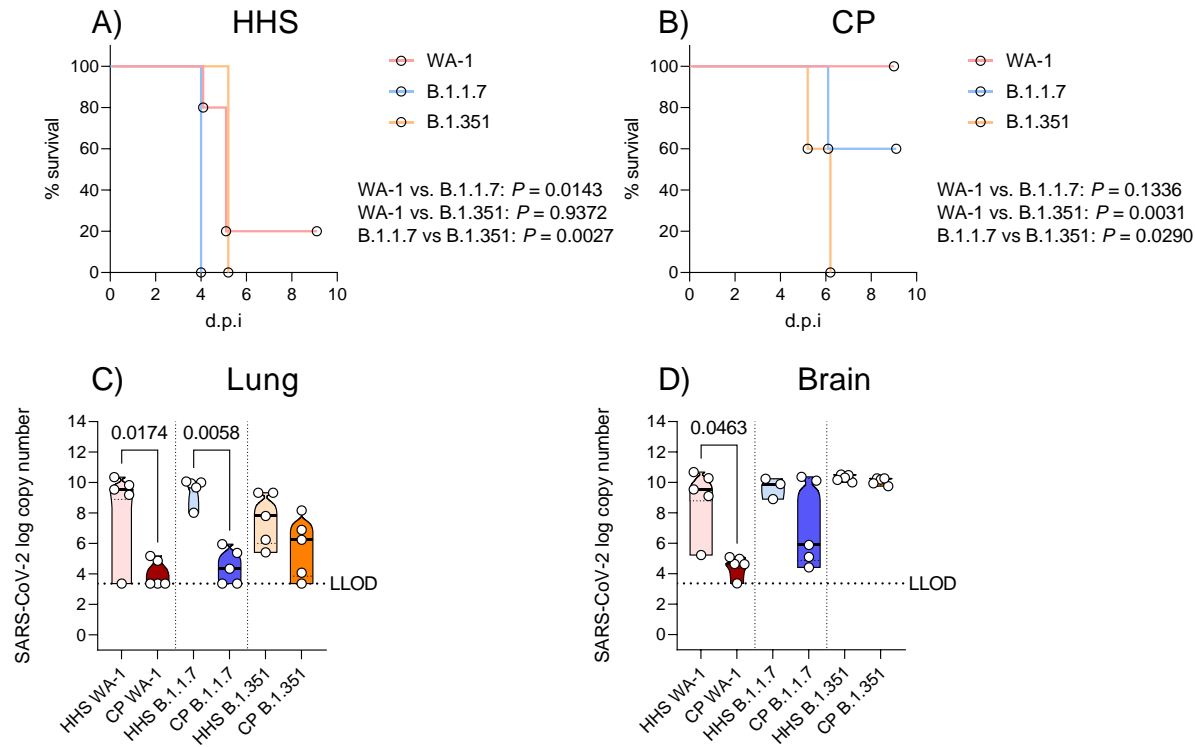 A) HHS
100
80
60
40
20
0
% survival
0 2 4 6 8 10
d.p.i
WA-1
B.1.1.7
B.1.351
WA-1 vs. B.1.1.7: P = 0.0143
WA-1 vs. B.1.351: P = 0.9372
B.1.1.7 vs B.1.351: P = 0.0027
B) CP
100
80
60
40
20
0
% survival
0 2 4 6 8 10
d.p.i
WA-1
B.1.1.7
B.1.351
WA-1 vs. B.1.1.7: P = 0.1336
WA-1 vs. B.1.351: P = 0.0031
B.1.1.7 vs B.1.351: P = 0.0290
C) Lung
SARS-CoV-2 log copy number
14
12
10
8
6
4
2
0
0.0174
0.0058
LLOD
HHS WA-1
CP WA-1
HHS B.1.1.7
CP B.1.1.7
HHS B.1.351
CP B.1.351
D) Brain
SARS-CoV-2 log copy number
14
12
10
8
6
4
2
0
0.0463
LLOD
HHS WA-1
CP WA-1
HHS B.1.1.7
CP B.1.1.7
HHS B.1.351
CP B.1.351